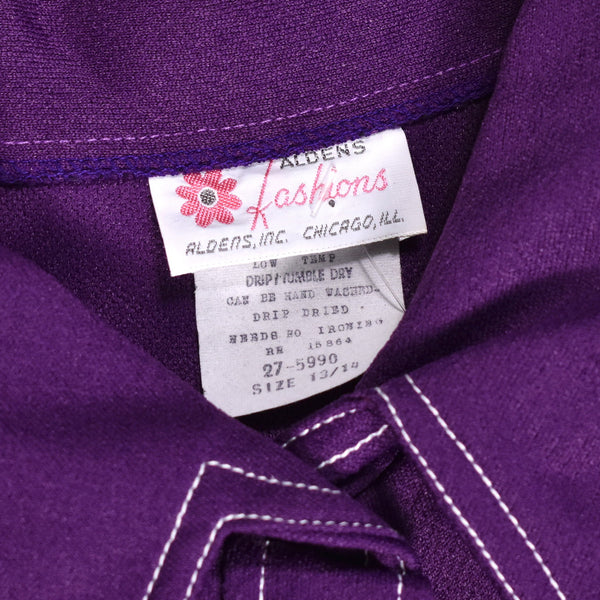 ALDENS
fashions
ALDENS, INC. CHICAGO, ILL.
LOW TEMP
DRIP/TUMBLE DRY
CAN BE HAND WASHED-
DRIP DRIED
NEEDS NO IRONING
RN 15864
27-5990
SIZE 13/14